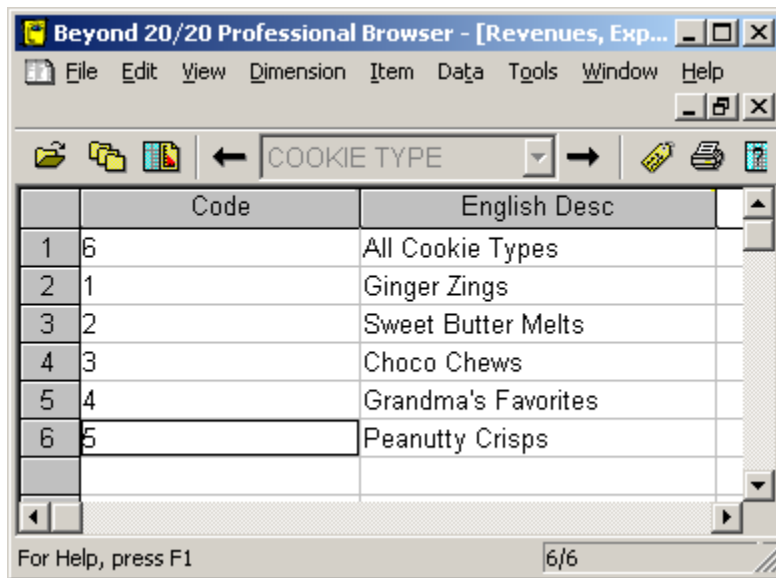 Beyond 20/20 Professional Browser - [Revenues, Exp...
File Edit View Dimension Item Data Tools Window Help
COOKIE TYPE
Code English Desc
1 6 All Cookie Types
2 1 Ginger Zings
3 2 Sweet Butter Melts
4 3 Choco Chews
5 4 Grandma's Favorites
6 5 Peanutty Crisps
For Help, press F1 6/6